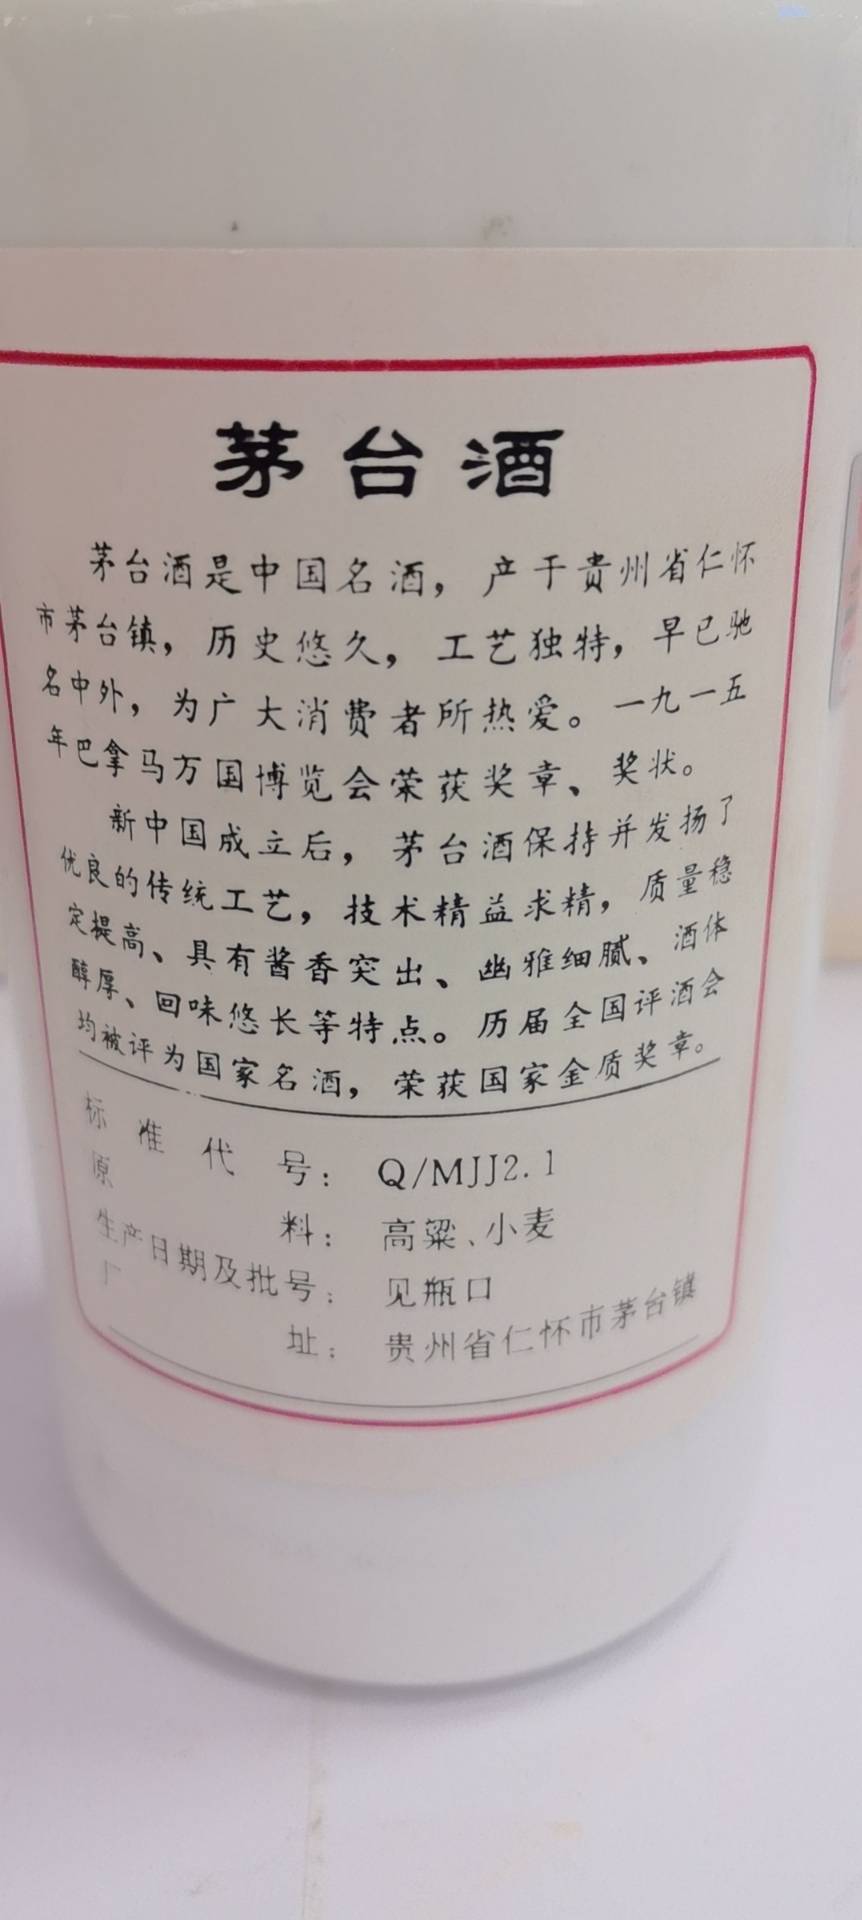 茅台酒
茅台酒是中国名酒，产于贵州省仁怀
市茅台镇，历史悠久，工艺独特，早已驰
名中外，为广大消费者所热爱。一九一五
年巴拿马万国博览会荣获奖章、奖状。
新中国成立后，茅台酒保持并发扬了
优良的传统工艺，技术精益求精，质量稳
定提高、具有酱香突出、幽雅细腻、酒体
醇厚、回味悠长等特点。历届全国评酒会
均被评为国家名酒，荣获国家金质奖章。
标准代号：Q/MJJ2.1
原料：高粱、小麦
生产日期及批号：见瓶口
厂址：贵州省仁怀市茅台镇